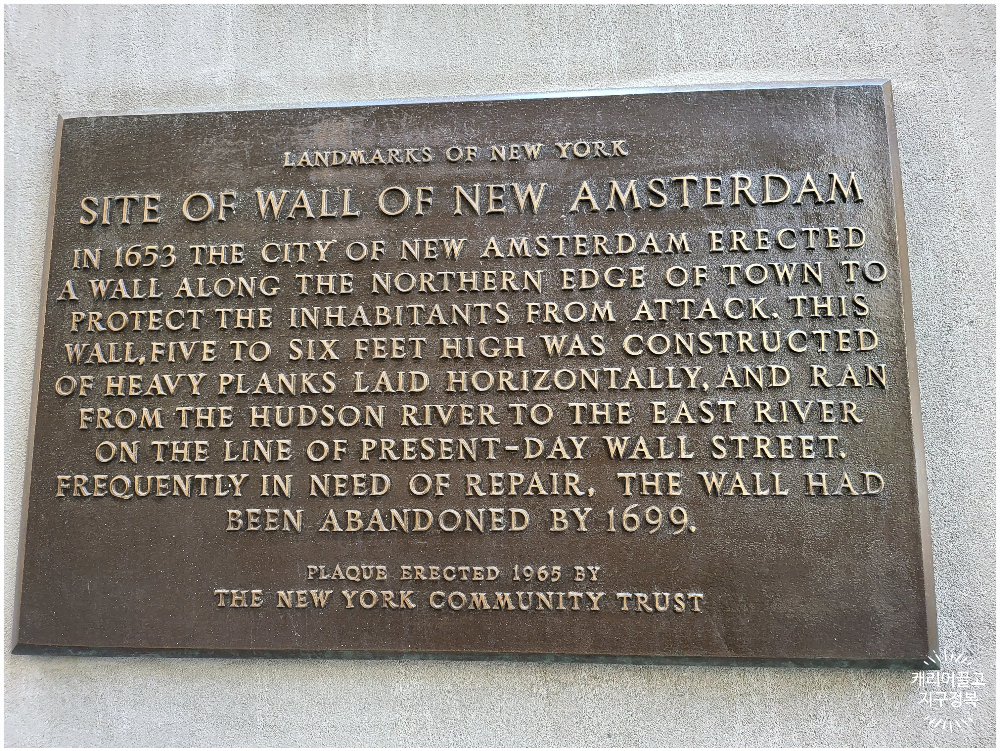 LANDMARKS OF NEW YORK
SITE OF WALL OF NEW AMSTERDAM
IN 1653 THE CITY OF NEW AMSTERDAM ERECTED
A WALL ALONG THE NORTHERN EDGE OF TOWN TO
PROTECT THE INHABITANTS FROM ATTACK. THIS
WALL, FIVE TO SIX FEET HIGH WAS CONSTRUCTED
OF HEAVY PLANKS LAID HORIZONTALLY, AND RAN
FROM THE HUDSON RIVER TO THE EAST RIVER
ON THE LINE OF PRESENT-DAY WALL STREET.
FREQUENTLY IN NEED OF REPAIR, THE WALL HAD
BEEN ABANDONED BY 1699.
PLAQUE ERECTED 1965 BY
THE NEW YORK COMMUNITY TRUST
캐리어끌고
지구정복